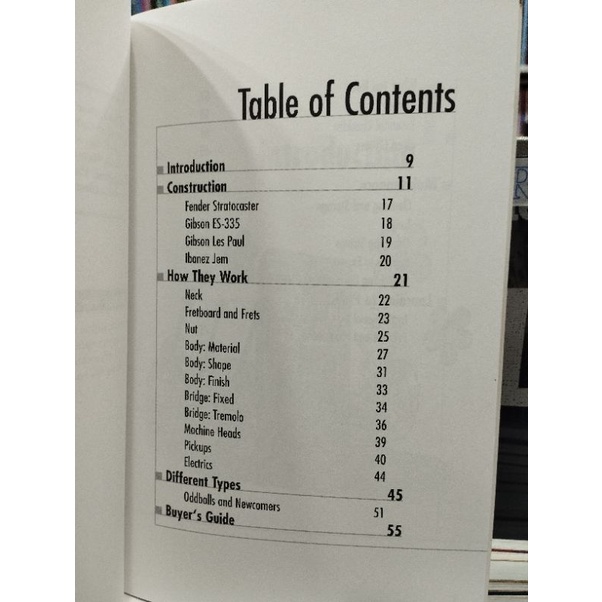 Table of Contents
Introduction 9
Construction 11
Fender Stratocaster 17
Gibson ES-335 18
Gibson Les Paul 19
Ibanez Jem 20
How They Work 21
Neck 22
Fretboard and Frets 23
Nut 25
Body: Material 27
Body: Shape 31
Body: Finish 33
Bridge: Fixed 34
Bridge: Tremolo 36
Machine Heads 39
Pickups 40
Electrics 44
Different Types 45
Oddballs and Newcomers 51
Buyer's Guide 55